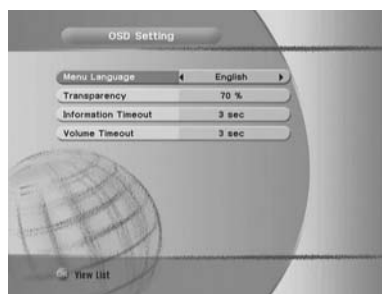 OSD Setting
Menu Language English
Transparency 70 %
Information Timeout 3 sec
Volume Timeout 3 sec
View List